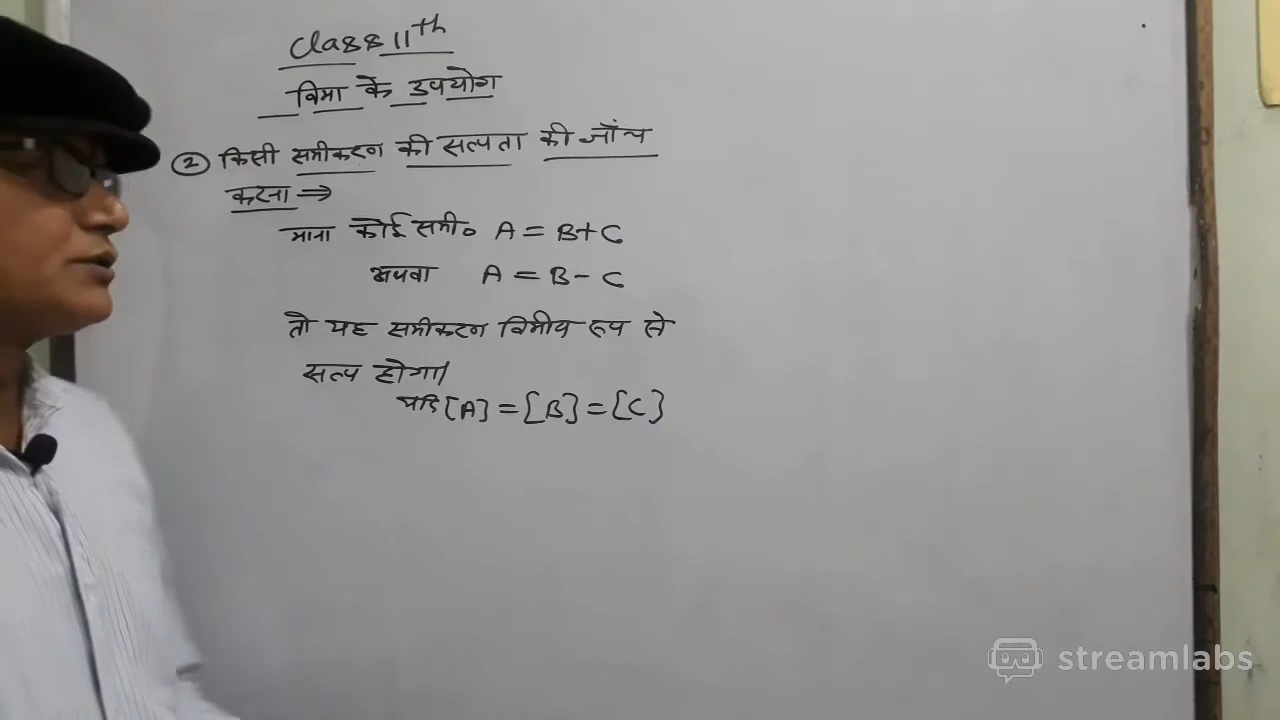 Class 11th
विमा के उपयोग
② किसी समीकरण की सत्यता की जाँच
करना ⇒
माना कोई समी० A = B + C
अथवा A = B - C
तो यह समीकरण विमीय रूप से
सत्य होगा/
यदि [A] = [B] = [C]
streamlabs